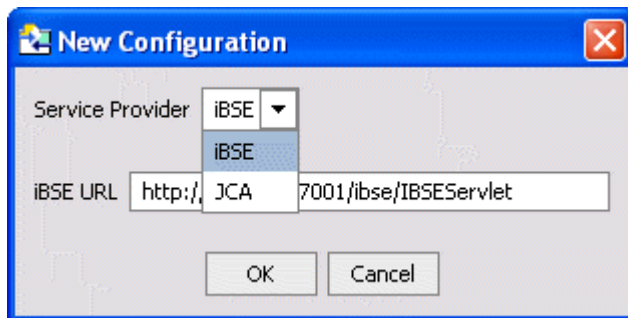 New Configuration
Service Provider iBSE
iBSE
JCA
iBSE URL http:/ 7001/ibse/IBSEServlet
OK Cancel